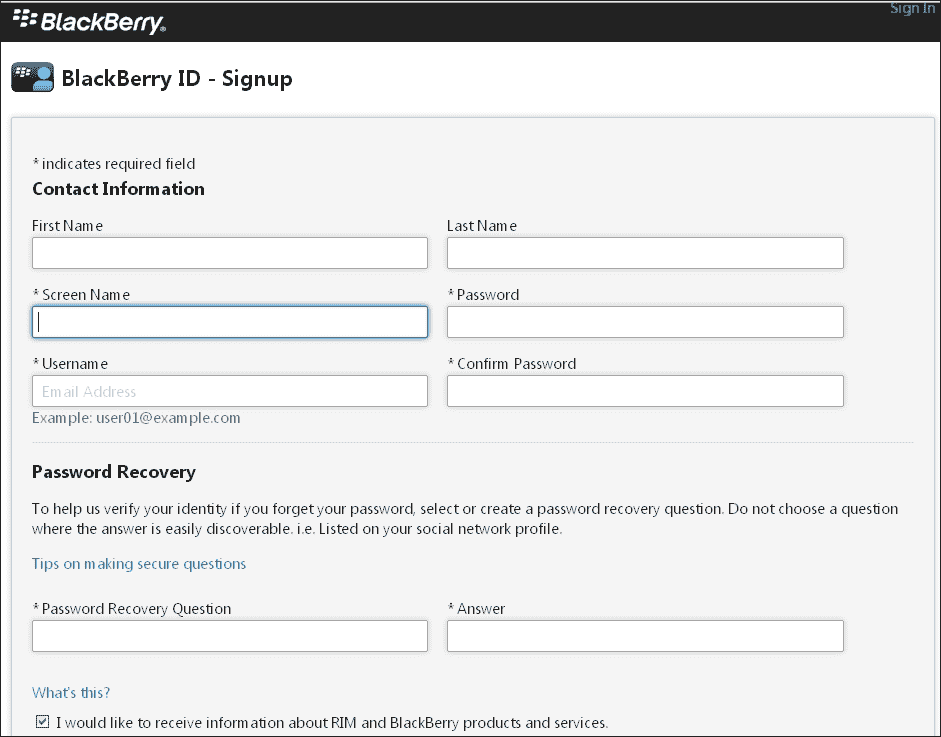 Sign In
BlackBerry.
BlackBerry ID - Signup
* indicates required field
Contact Information
First Name
Last Name
* Screen Name
* Password
* Username
* Confirm Password
Email Address
Example: user01@example.com
Password Recovery
To help us verify your identity if you forget your password, select or create a password recovery question. Do not choose a question
where the answer is easily discoverable. i.e. Listed on your social network profile.
Tips on making secure questions
* Password Recovery Question
* Answer
What's this?
I would like to receive information about RIM and BlackBerry products and services.